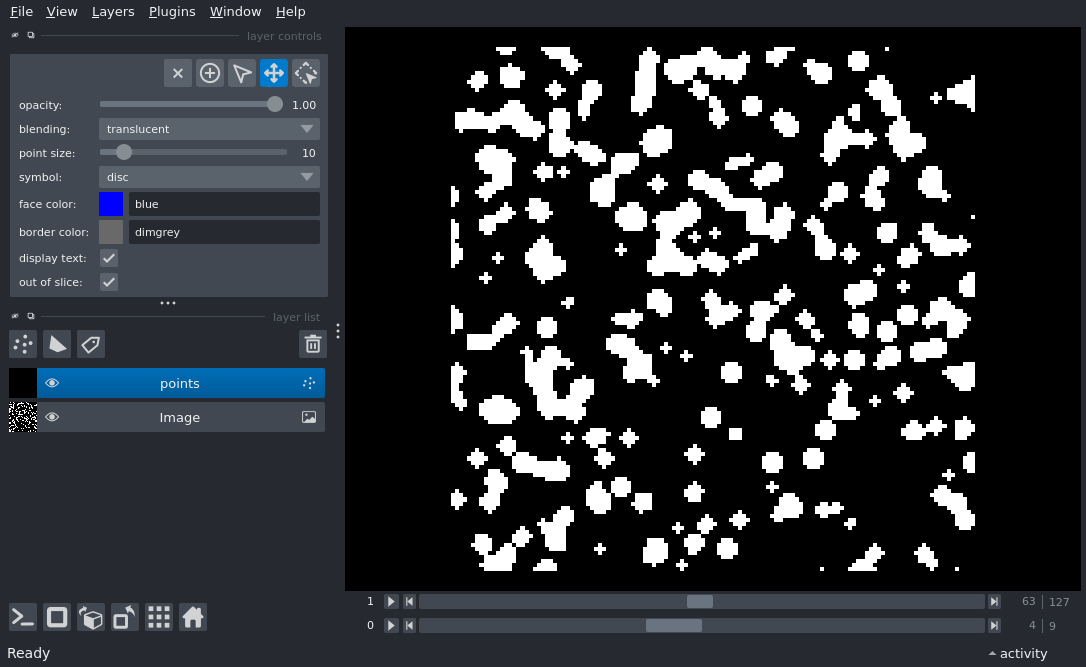 File View Layers Plugins Window Help
layer controls
opacity: 1.00
blending: translucent
point size: 10
symbol: disc
face color: blue
border color: dimgrey
display text:
out of slice:
layer list
points
Image
1 63 127
0 4 9
Ready activity